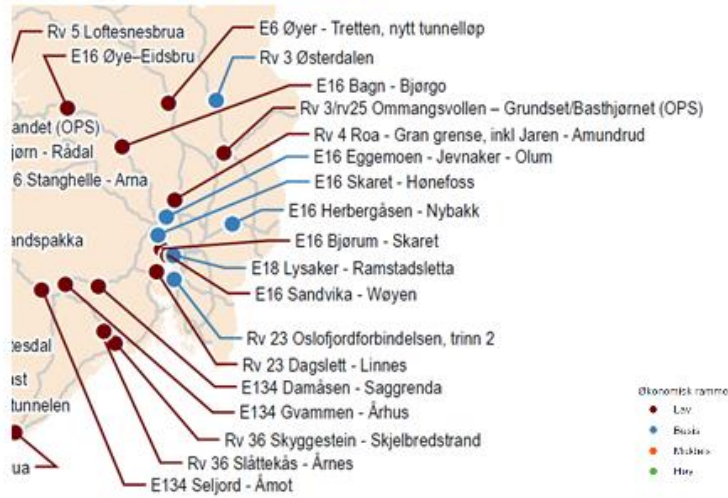 Rv 5 Loftesnesbrua
E6 Øyer - Tretten, nytt tunnelløp
E16 Øye–Eidsbru
Rv 3 Østerdalen
E16 Bagn - Bjørgo
Rv 3/rv25 Ommangsvollen – Grundset/Basthjørnet (OPS)
andet (OPS)
Rv 4 Roa - Gran grense, inkl Jaren - Amundrud
jørn - Rådal
E16 Eggemoen - Jevnaker - Olum
6 Stanghelle - Arna
E16 Skaret - Hønefoss
E16 Herbergåsen - Nybakk
andspakka
E16 Bjørum - Skaret
E18 Lysaker - Ramstadsletta
E16 Sandvika - Wøyen
Rv 23 Oslofjordforbindelsen, trinn 2
tesdal
Rv 23 Dagslett - Linnes
ast
E134 Damåsen - Saggrenda
tunnelen
E134 Gvammen - Århus
Rv 36 Skyggestein - Skjelbredstrand
ua
Rv 36 Slåttekås - Årnes
E134 Seljord - Åmot
Økonomisk ramme
Lav
Basis
Middels
Høy